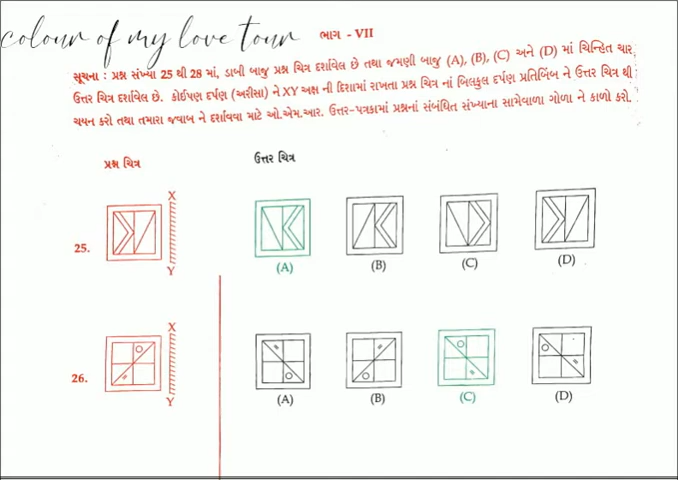 colour of my love tour
ભાગ - VII
સૂચના : પ્રશ્ન સંખ્યા 25 થી 28 માં, ડાબી બાજુ પ્રશ્ન ચિત્ર દર્શાવેલ છે તથા જમણી બાજુ (A), (B), (C) અને (D) માં ચિન્હિત ચાર
ઉત્તર ચિત્ર દર્શાવેલ છે. કોઈપણ દર્પણ (અરીસા) ને XY અક્ષ ની દિશામાં રાખતા પ્રશ્ન ચિત્ર નાં બિલકુલ દર્પણ પ્રતિબિંબ ને ઉત્તર ચિત્ર થી
ચયન કરો તથા તમારા જવાબ ને દર્શાવવા માટે ઓ.એમ.આર. ઉત્તર-પત્રકામાં પ્રશ્નનાં સંબંધિત સંખ્યાના સામેવાળા ગોળા ને કાળો કરો.
પ્રશ્ન ચિત્ર
ઉત્તર ચિત્ર
X
25.
Y
(A) (B) (C) (D)
X
26.
Y
(A) (B) (C) (D)